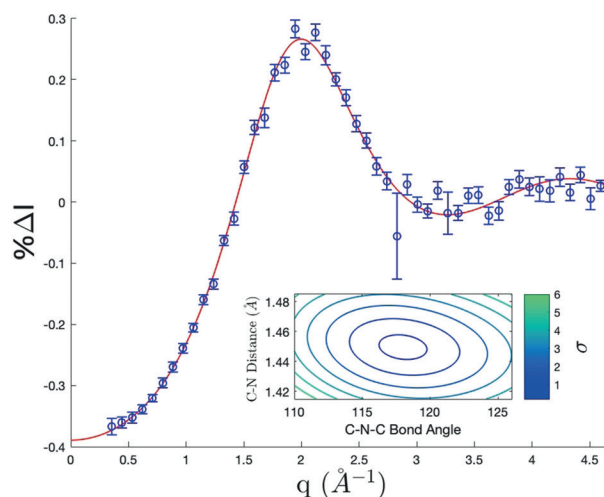 0.3
0.2
0.1
0
-0.1
-0.2
-0.3
-0.4
%ΔI
0 0.5 1 1.5 2 2.5 3 3.5 4 4.5
q (Å⁻¹)
1.48
1.46
1.44
1.42
C-N Distance (Å)
110 115 120 125
C-N-C Bond Angle
6
5
4
3
2
1
σ